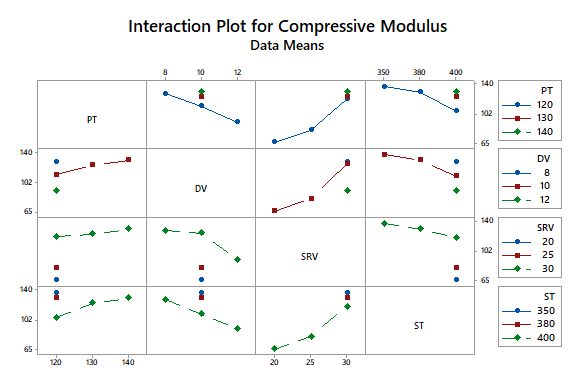 Interaction Plot for Compressive Modulus
Data Means
8 10 12 350 380 400
PT
140
102
65
PT
120
130
140
140
102
65
DV
DV
8
10
12
SRV
140
102
65
SRV
20
25
30
140
102
65
ST
ST
350
380
400
120 130 140 20 25 30